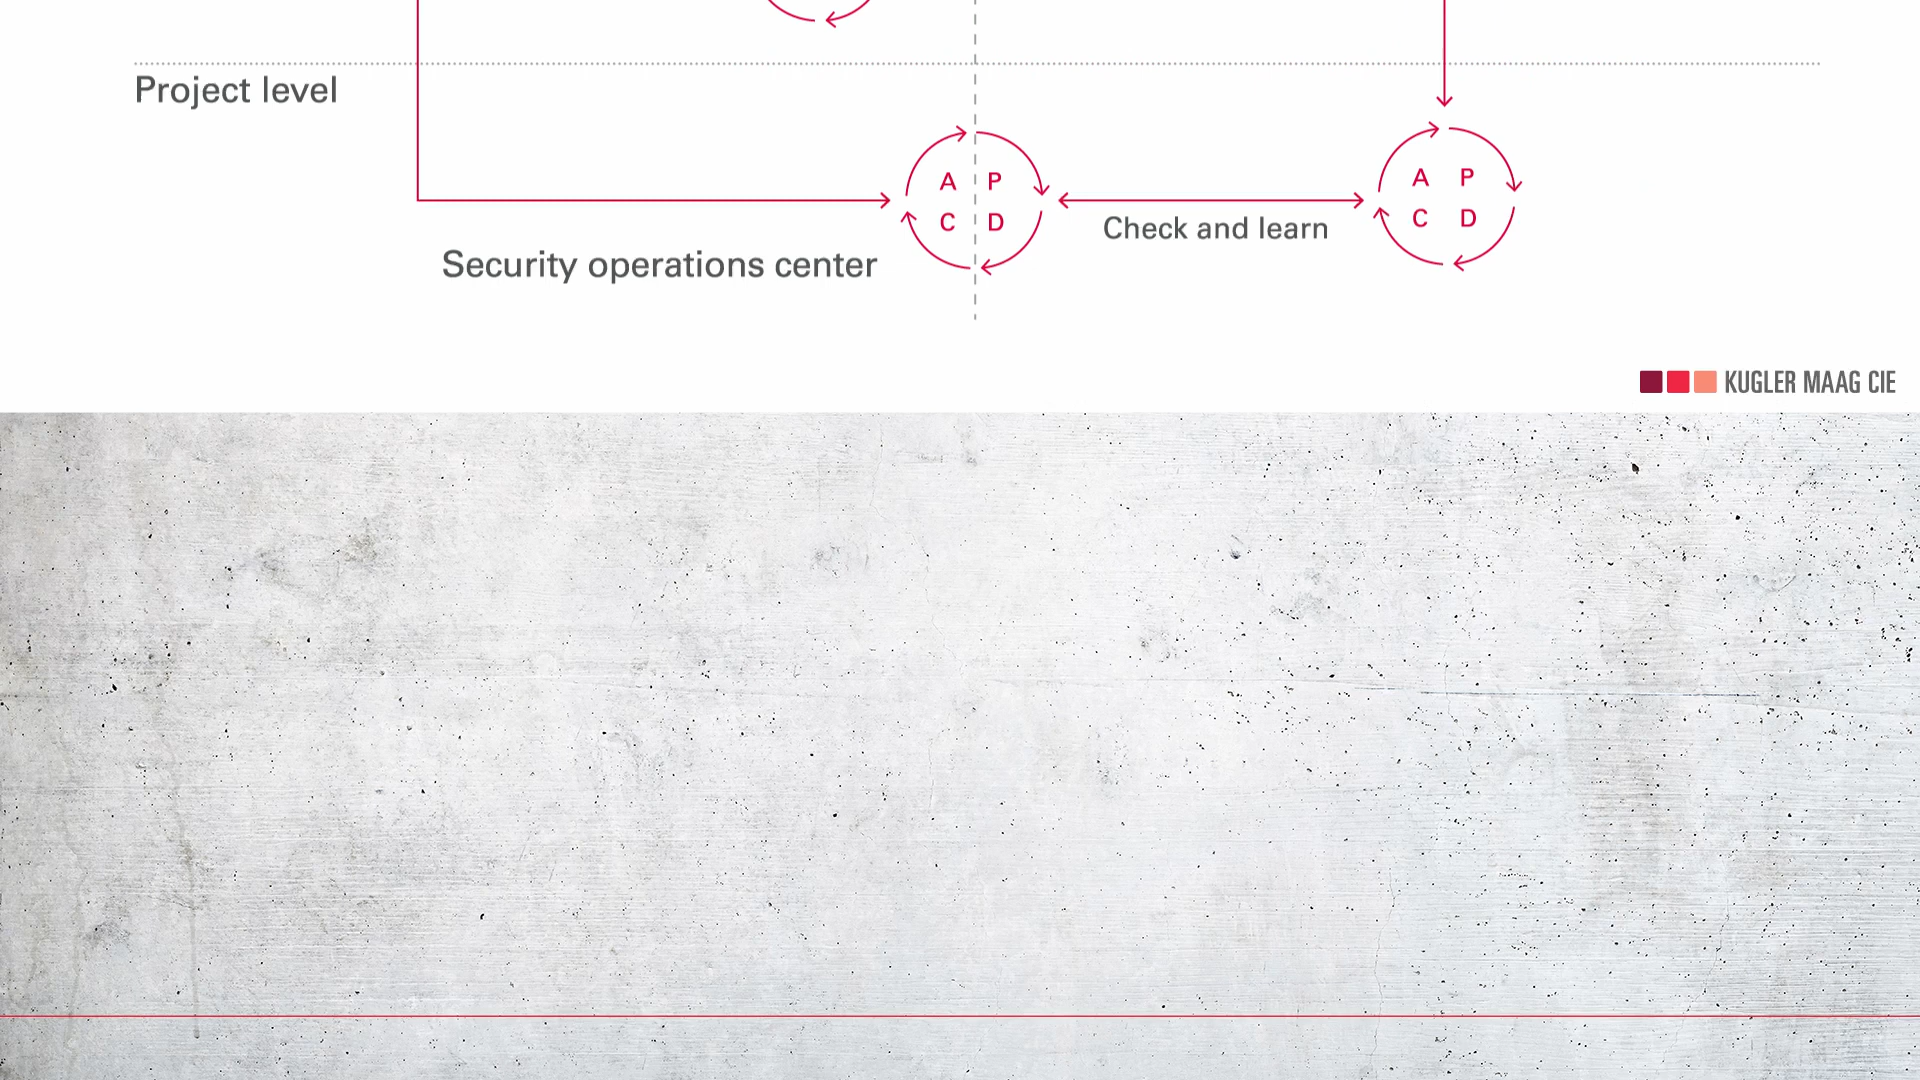 Project level
A P
C D
Security operations center
Check and learn
A P
C D
KUGLER MAAG CIE